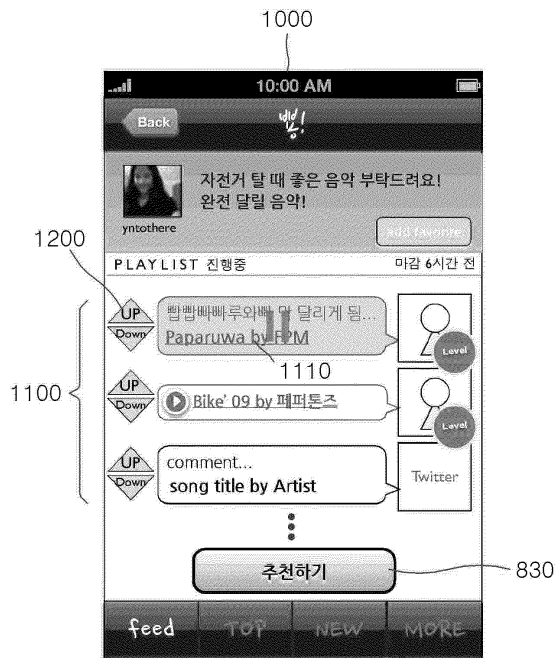 1000
10:00 AM
Back
뽕!
자전거 탈 때 좋은 음악 부탁드려요!
완전 달릴 음악!
yntothere
add favorite
1200
PLAYLIST 진행중
마감 6시간 전
UP
Down
빱빱빠빠루와빠 막 달리게 됨...
Paparuwa by FPM
Level
1100
1110
UP
Down
Bike' 09 by 페퍼톤즈
Level
UP
Down
comment...
song title by Artist
Twitter
추천하기
830
feed
TOP
NEW
MORE